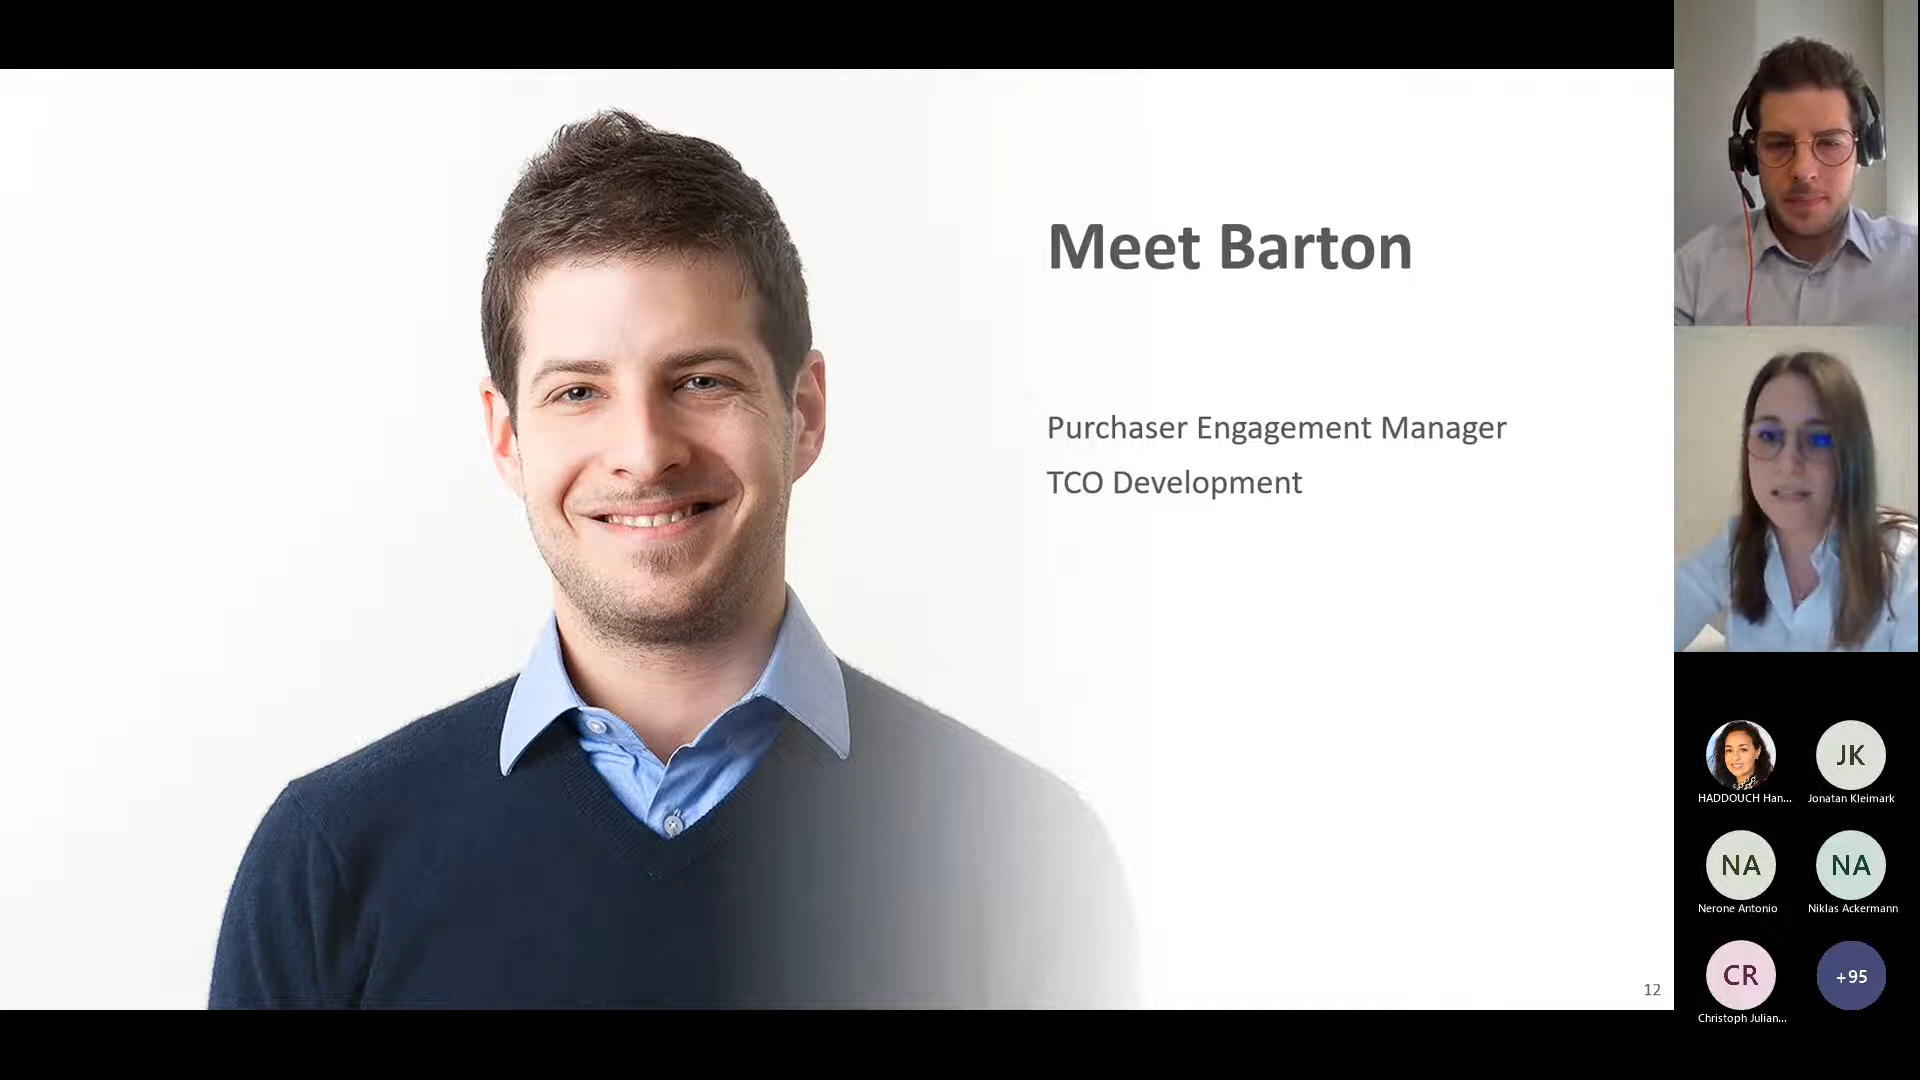 Meet Barton
Purchaser Engagement Manager
TCO Development
12
HADDOUCH Han...
JK
Jonatan Kleimark
NA
Nerone Antonio
NA
Niklas Ackermann
CR
Christoph Julian...
+95